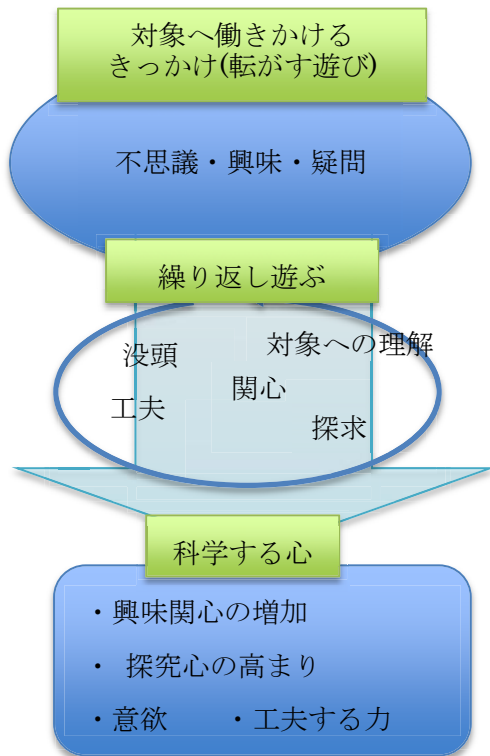 対象へ働きかける
きっかけ(転がす遊び)
不思議・興味・疑問
繰り返し遊ぶ
没頭
対象への理解
関心
工夫
探求
科学する心
・興味関心の増加
・ 探究心の高まり
・意欲 ・工夫する力